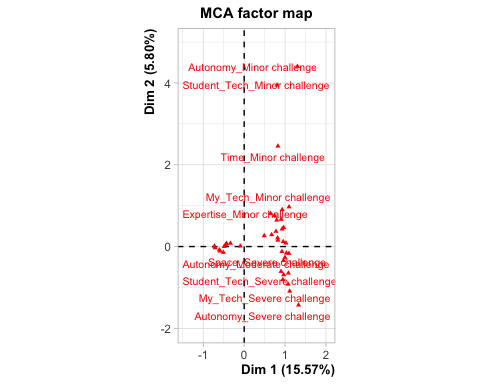 MCA factor map
Dim 2 (5.80%)
Autonomy_Minor challenge
4
Student_Tech_Minor challenge
2
Time_Minor challenge
My_Tech_Minor challenge
Expertise_Minor challenge
0
Space_Severe challenge
Autonomy_Moderate challenge
Student_Tech_Severe challenge
My_Tech_Severe challenge
Autonomy_Severe challenge
-2
-1 0 1 2
Dim 1 (15.57%)